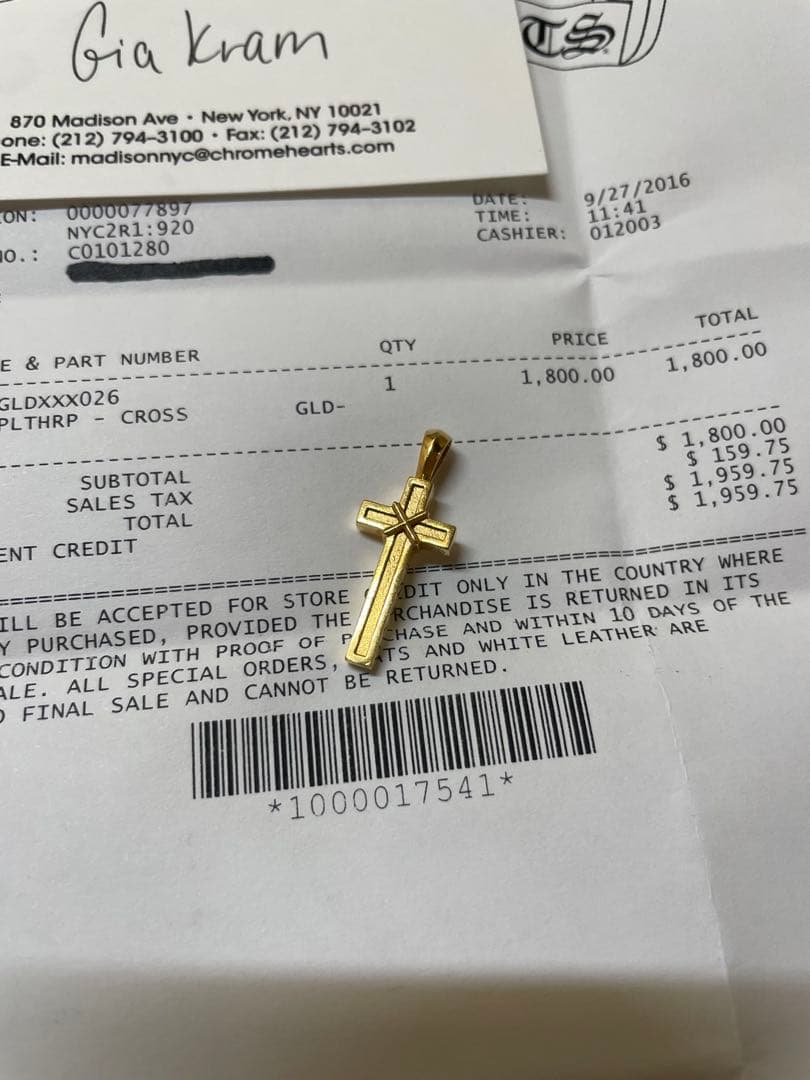 Gia Kram
TS
870 Madison Ave • New York, NY 10021
one: (212) 794-3100 • Fax: (212) 794-3102
E-Mail: madisonnyc@chromehearts.com
ON: 0000077897
NYC2R1:920
NO.: C0101280
DATE: 9/27/2016
TIME: 11:41
CASHIER: 012003
E & PART NUMBER QTY PRICE TOTAL
GLDXXX026 1 1,800.00 1,800.00
PLTHRP - CROSS GLD-
SUBTOTAL $ 1,800.00
SALES TAX $ 159.75
TOTAL $ 1,959.75
ENT CREDIT $ 1,959.75
ILL BE ACCEPTED FOR STORE DIT ONLY IN THE COUNTRY WHERE
Y PURCHASED, PROVIDED THE RCHANDISE IS RETURNED IN ITS
CONDITION WITH PROOF OF P CHASE AND WITHIN 10 DAYS OF THE
ALE. ALL SPECIAL ORDERS, ATS AND WHITE LEATHER ARE
D FINAL SALE AND CANNOT BE RETURNED.
*1000017541*